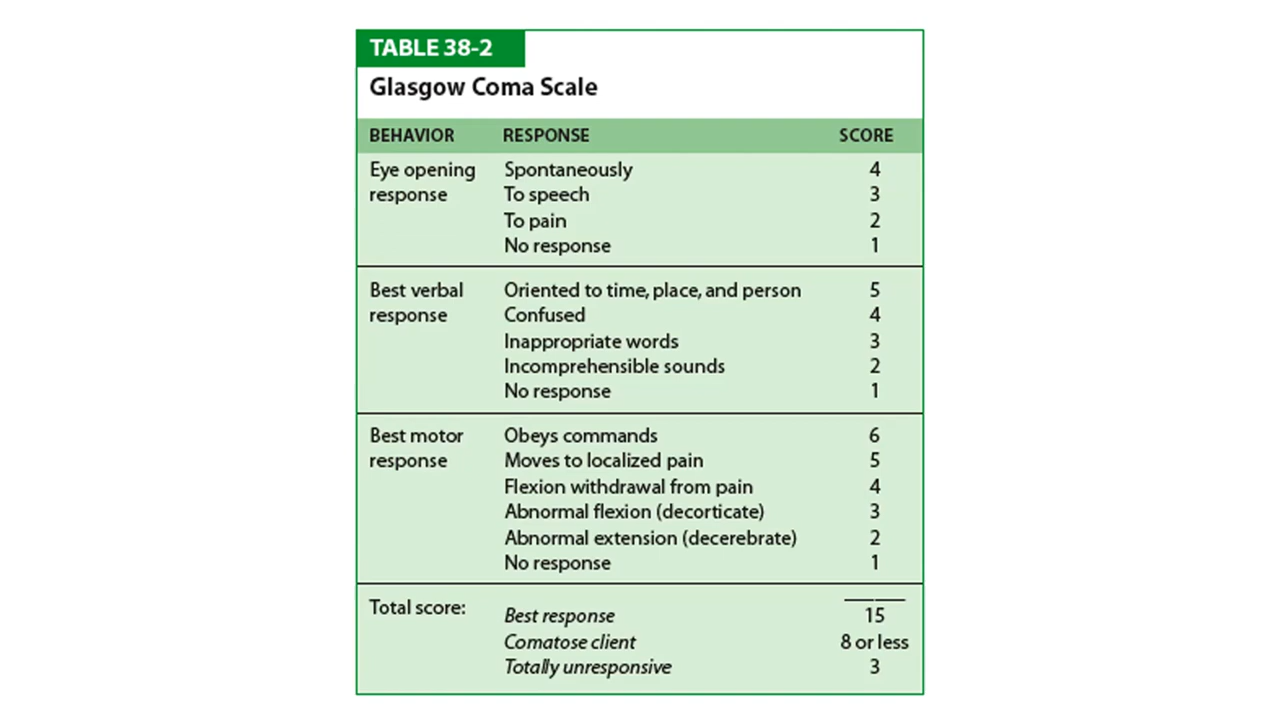 TABLE 38-2
Glasgow Coma Scale
BEHAVIOR RESPONSE SCORE
Eye opening Spontaneously 4
response To speech 3
To pain 2
No response 1
Best verbal Oriented to time, place, and person 5
response Confused 4
Inappropriate words 3
Incomprehensible sounds 2
No response 1
Best motor Obeys commands 6
response Moves to localized pain 5
Flexion withdrawal from pain 4
Abnormal flexion (decorticate) 3
Abnormal extension (decerebrate) 2
No response 1
Total score: Best response 15
Comatose client 8 or less
Totally unresponsive 3